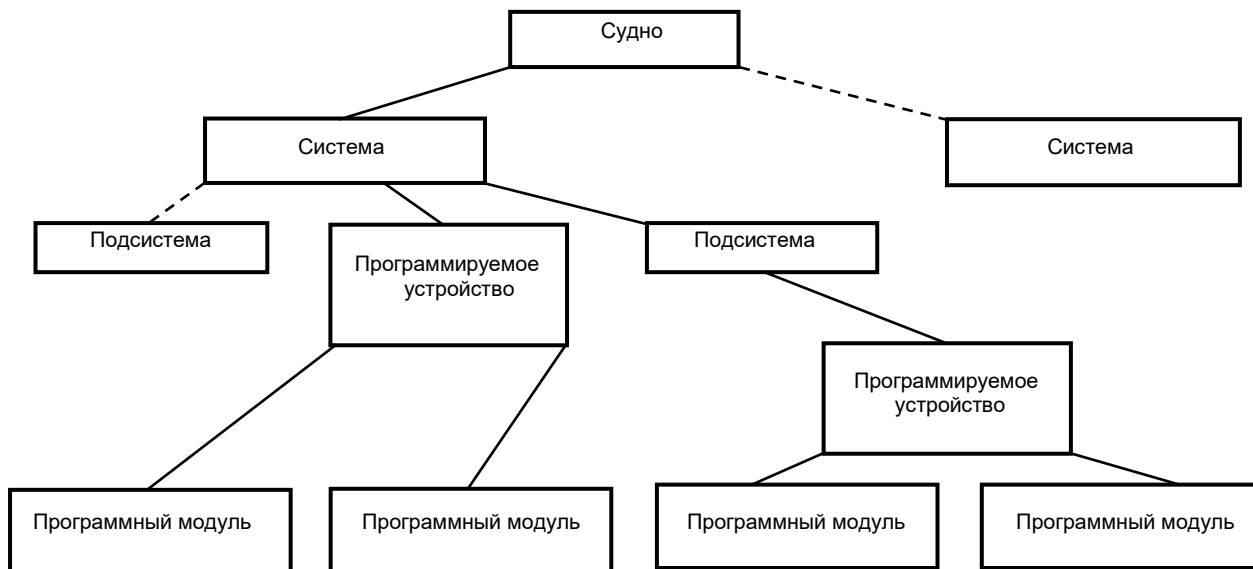 Судно
Система
Система
Подсистема
Подсистема
Программируемое
устройство
Программируемое
устройство
Программный модуль
Программный модуль
Программный модуль
Программный модуль